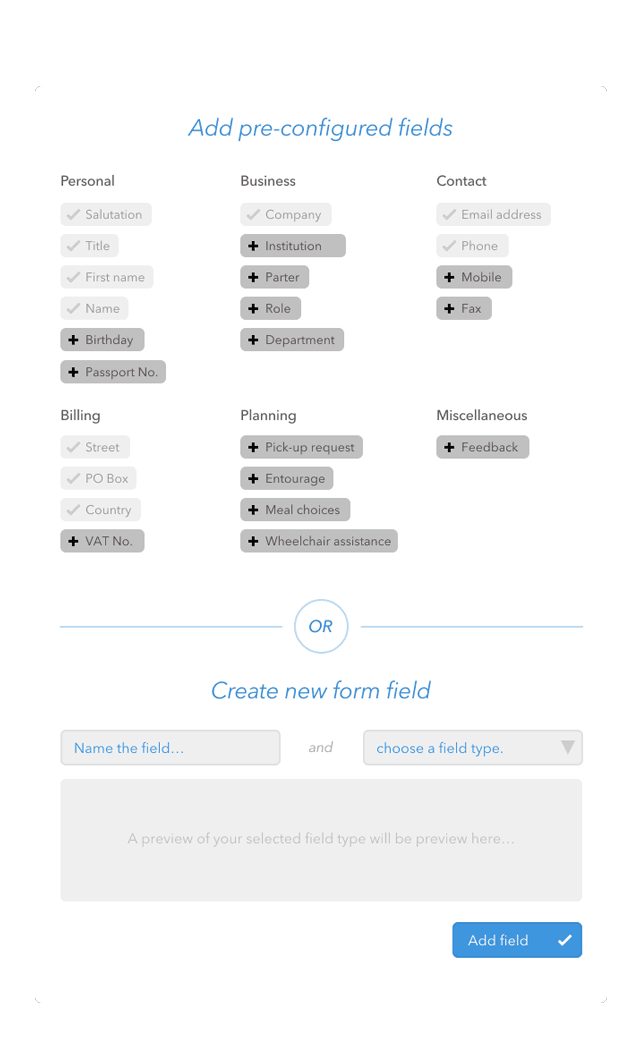 Add pre-configured fields
Personal
Salutation
Title
First name
Name
Birthday
Passport No.
Business
Company
Institution
Parter
Role
Department
Contact
Email address
Phone
Mobile
Fax
Billing
Street
PO Box
Country
VAT No.
Planning
Pick-up request
Entourage
Meal choices
Wheelchair assistance
Miscellaneous
Feedback
OR
Create new form field
Name the field…
and
choose a field type.
A preview of your selected field type will be preview here…
Add field